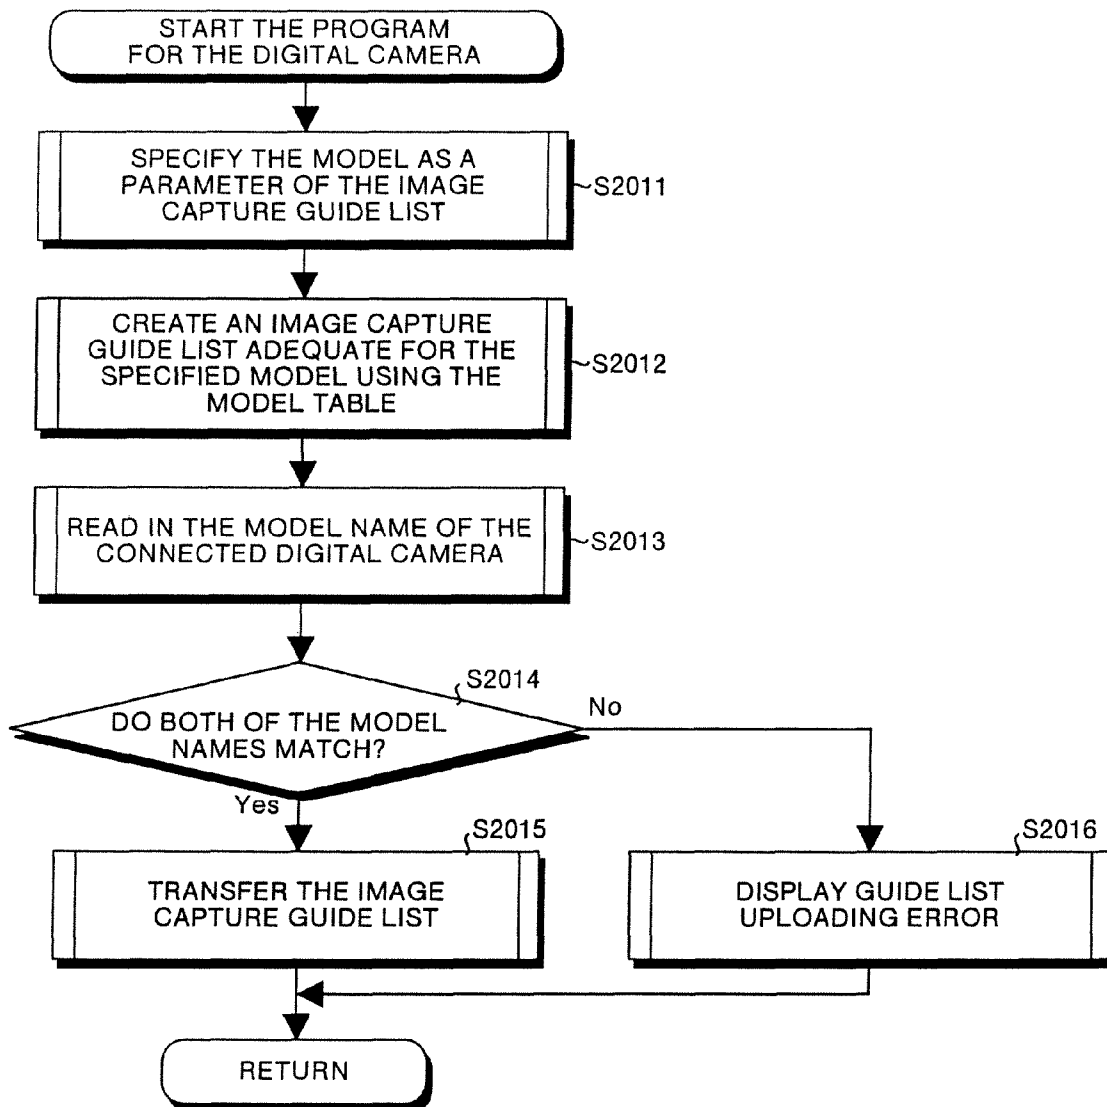 START THE PROGRAM
FOR THE DIGITAL CAMERA
SPECIFY THE MODEL AS A
PARAMETER OF THE IMAGE
CAPTURE GUIDE LIST
S2011
CREATE AN IMAGE CAPTURE
GUIDE LIST ADEQUATE FOR THE
SPECIFIED MODEL USING THE
MODEL TABLE
S2012
READ IN THE MODEL NAME OF THE
CONNECTED DIGITAL CAMERA
S2013
S2014
DO BOTH OF THE MODEL
NAMES MATCH?
No
Yes
S2015
TRANSFER THE IMAGE
CAPTURE GUIDE LIST
S2016
DISPLAY GUIDE LIST
UPLOADING ERROR
RETURN